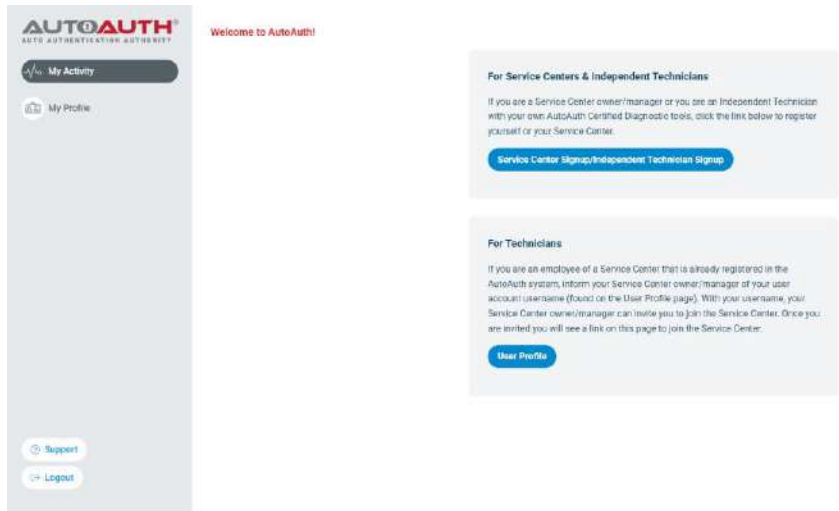 AUTOAUTH®
AUTO AUTHENTICATION AUTHORITY
My Activity
My Profile
Support
Logout
Welcome to AutoAuth!
For Service Centers & Independent Technicians
If you are a Service Center owner/manager or you are an Independent Technician
with your own AutoAuth Certified Diagnostic tools, click the link below to register
yourself or your Service Center.
Service Center Signup/Independent Technician Signup
For Technicians
If you are an employee of a Service Center that is already registered in the
AutoAuth system, inform your Service Center owner/manager of your user
account username (found on the User Profile page). With your username, your
Service Center owner/manager can invite you to join the Service Center. Once you
are invited you will see a link on this page to join the Service Center.
User Profile